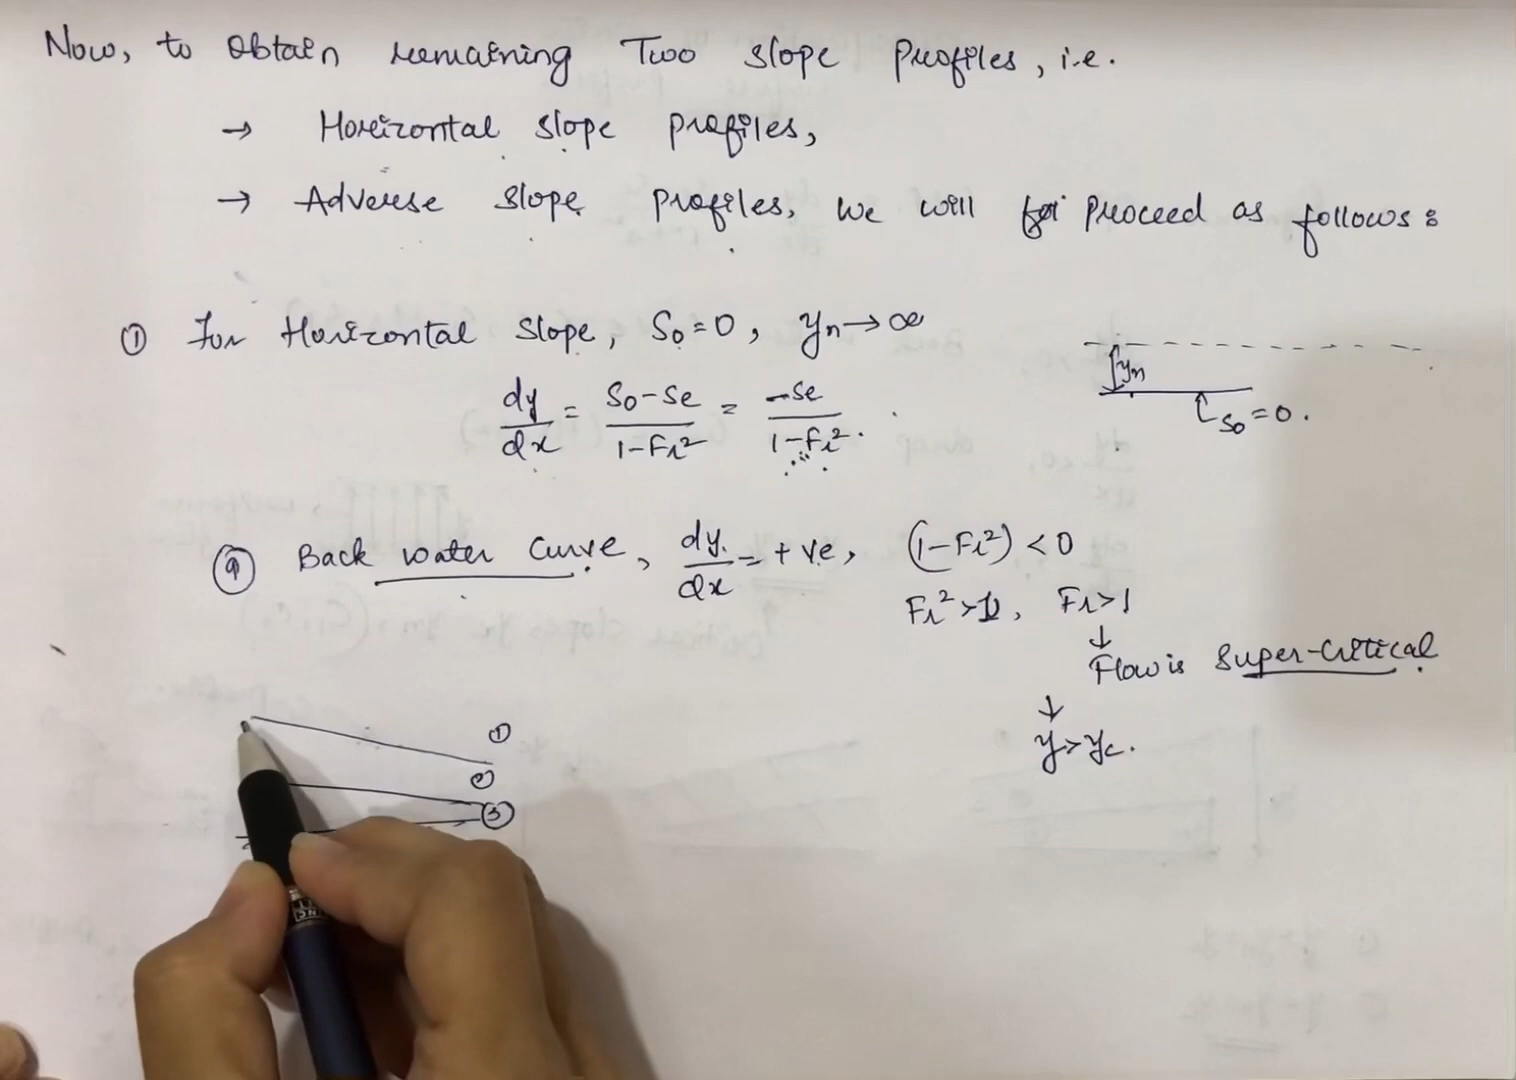 Now, to obtain remaining Two slope profiles, i.e.
→ Horizontal slope profiles,
→ Adverse slope profiles, we will proceed as follows:
① For Horizontal slope, S₀=0, yₙ→∞
yₙ
S₀=0.
dy/dx = (S₀-Se)/(1-Fr²) = -Se/(1-Fr²).
ⓐ Back water curve, dy/dx = +ve, (1-Fr²) < 0
Fr²>1, Fr>1
↓
Flow is Super-critical
↓
y>yc.
①
②
③